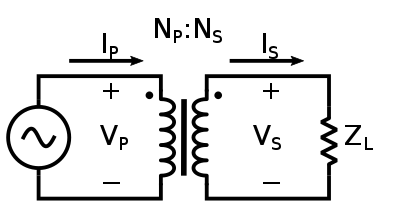 N_P:N_S
I_P I_S
+ +
V_P V_S Z_L
− −